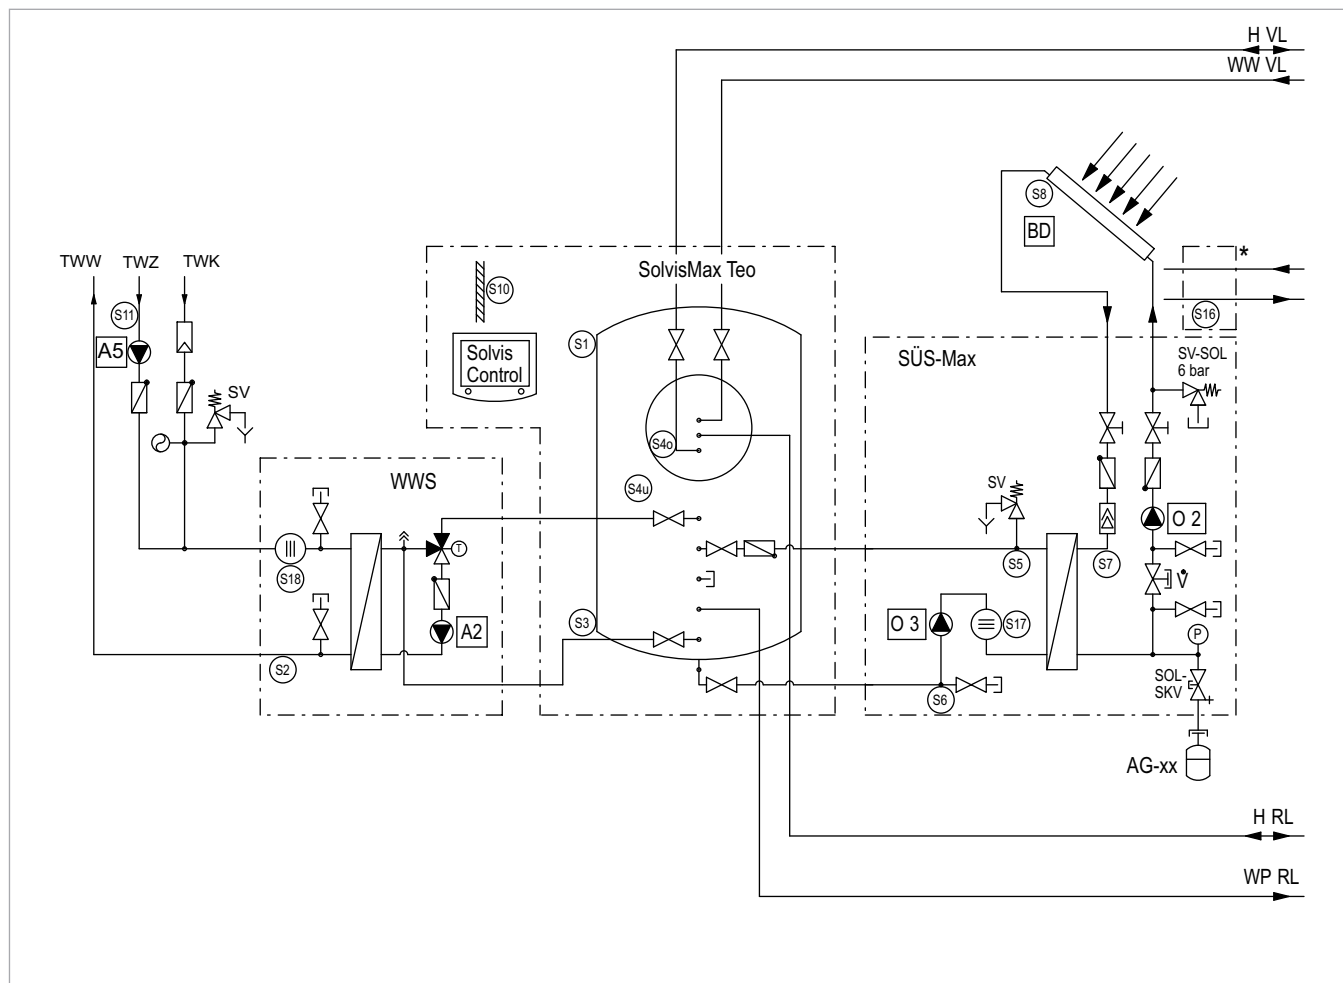 H VL
WW VL
S8
BD
TWW
TWZ
TWK
SolvisMax Teo
*
S10
S11
S16
S1
A5
Solvis
Control
SÜS-Max
SV-SOL
6 bar
SV
S4o
WWS
S4u
SV
O 2
T
S18
S5
S7
V̇
S3
A2
O 3
S17
P
S2
SOL-
SKV
S6
AG-xx
H RL
WP RL